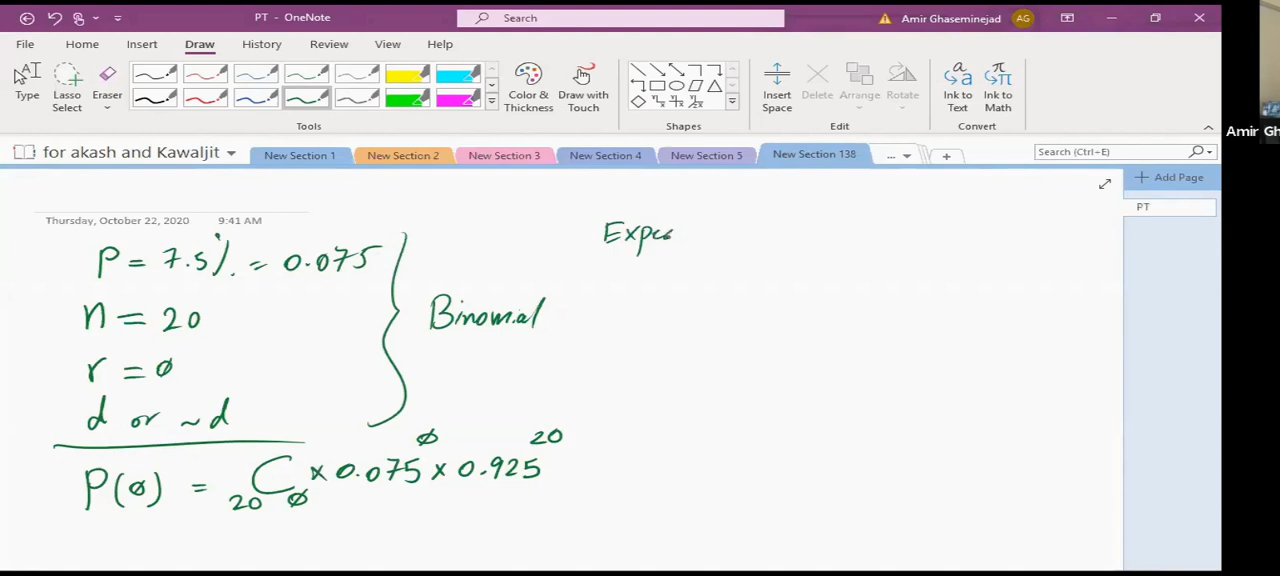 PT - OneNote
Search
Amir Ghaseminejad AG
File Home Insert Draw History Review View Help
Type
Lasso Select
Eraser
Color & Thickness
Draw with Touch
Insert Space
Delete
Arrange
Rotate
Ink to Text
Ink to Math
Tools
Shapes
Edit
Convert
Amir Gh
for akash and Kawaljit
New Section 1
New Section 2
New Section 3
New Section 4
New Section 5
New Section 138
...
Search (Ctrl+E)
Add Page
PT
Thursday, October 22, 2020 9:41 AM
Expec
P = 7.5% = 0.075
n = 20
Binomial
r = ø
d or ~d
P(ø) = ₂₀C_ø × 0.075^ø × 0.925^20